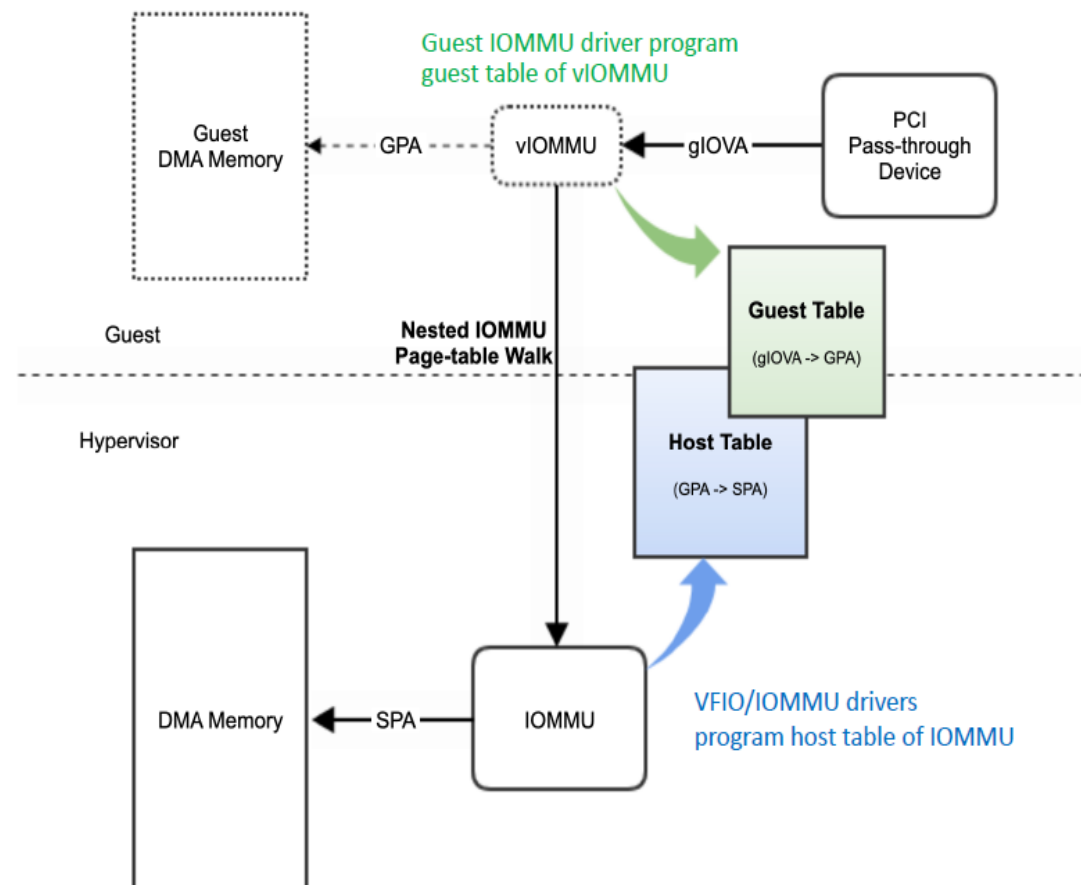 Guest IOMMU driver program
guest table of vIOMMU
Guest
DMA Memory
GPA
vIOMMU
gIOVA
PCI
Pass-through
Device
Guest Table
(gIOVA -> GPA)
Guest
Nested IOMMU
Page-table Walk
Hypervisor
Host Table
(GPA -> SPA)
DMA Memory
SPA
IOMMU
VFIO/IOMMU drivers
program host table of IOMMU